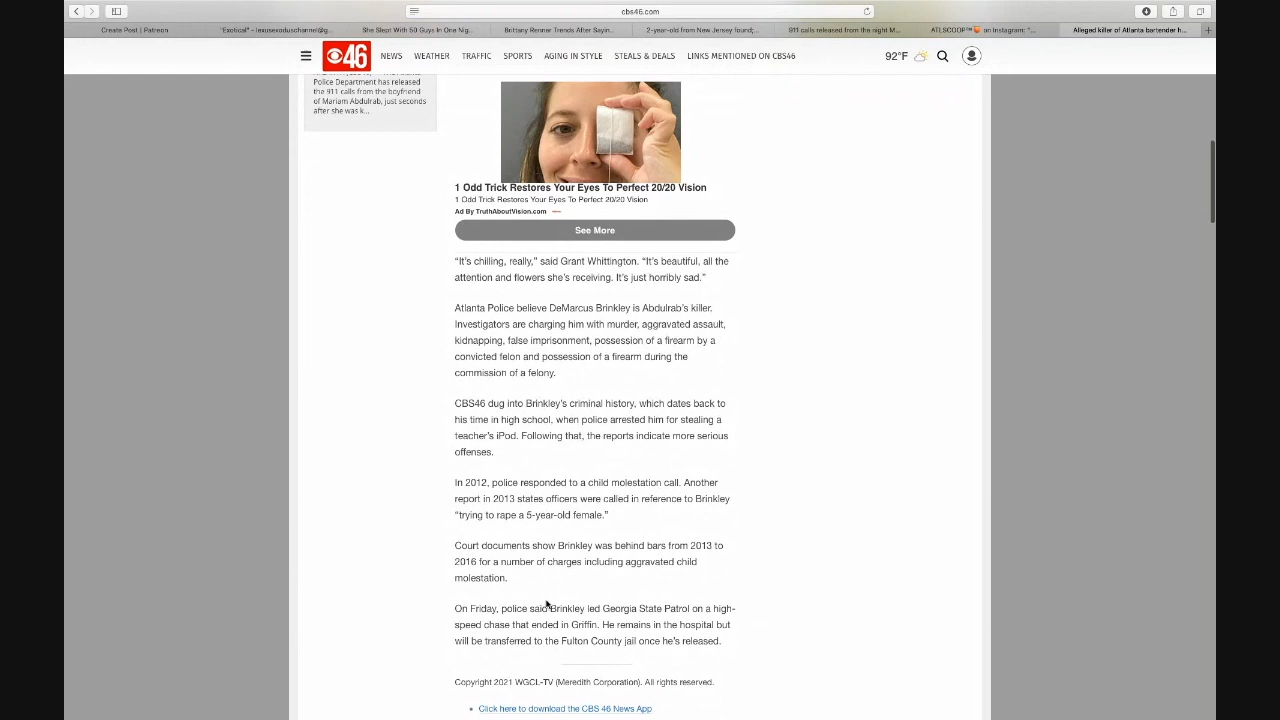 cbs46.com
Create Post | Patreon
"Exotical" - lexosexoduschannel@g...
She Slept With 50 Guys In One Nig...
Brittany Renner Trends After Sayin...
2-year-old from New Jersey found;...
911 calls released from the night M...
ATLSCOOP™🍑 on Instagram: "...
Alleged killer of Atlanta bartender h...
46
NEWS WEATHER TRAFFIC SPORTS AGING IN STYLE STEALS & DEALS LINKS MENTIONED ON CBS46
92°F
Police Department has released
the 911 calls from the boyfriend
of Mariam Abdulrab, just seconds
after she was k...
1 Odd Trick Restores Your Eyes To Perfect 20/20 Vision
1 Odd Trick Restores Your Eyes To Perfect 20/20 Vision
Ad By TruthAboutVision.com
See More
“It’s chilling, really,” said Grant Whittington. “It’s beautiful, all the
attention and flowers she’s receiving. It’s just horribly sad.”
Atlanta Police believe DeMarcus Brinkley is Abdulrab’s killer.
Investigators are charging him with murder, aggravated assault,
kidnapping, false imprisonment, possession of a firearm by a
convicted felon and possession of a firearm during the
commission of a felony.
CBS46 dug into Brinkley’s criminal history, which dates back to
his time in high school, when police arrested him for stealing a
teacher’s iPod. Following that, the reports indicate more serious
offenses.
In 2012, police responded to a child molestation call. Another
report in 2013 states officers were called in reference to Brinkley
“trying to rape a 5-year-old female.”
Court documents show Brinkley was behind bars from 2013 to
2016 for a number of charges including aggravated child
molestation.
On Friday, police said Brinkley led Georgia State Patrol on a high-
speed chase that ended in Griffin. He remains in the hospital but
will be transferred to the Fulton County jail once he’s released.
Copyright 2021 WGCL-TV (Meredith Corporation). All rights reserved.
• Click here to download the CBS 46 News App